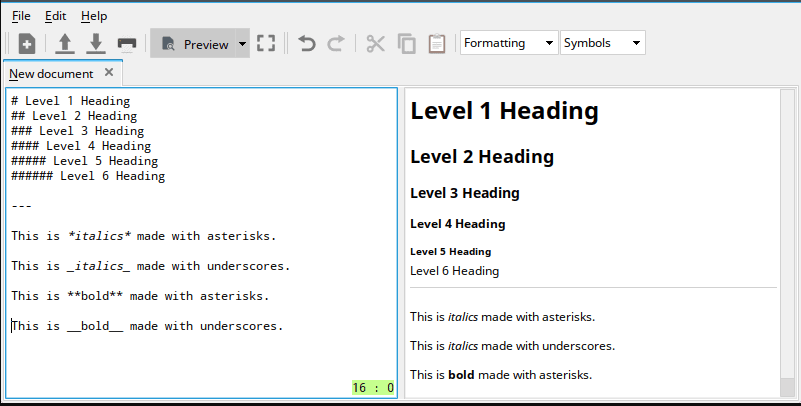 File Edit Help
Preview Formatting Symbols
New document
# Level 1 Heading
## Level 2 Heading
### Level 3 Heading
#### Level 4 Heading
##### Level 5 Heading
###### Level 6 Heading
---
This is *italics* made with asterisks.
This is _italics_ made with underscores.
This is **bold** made with asterisks.
This is __bold__ made with underscores.
16 : 0
Level 1 Heading
Level 2 Heading
Level 3 Heading
Level 4 Heading
Level 5 Heading
Level 6 Heading
This is italics made with asterisks.
This is italics made with underscores.
This is bold made with asterisks.